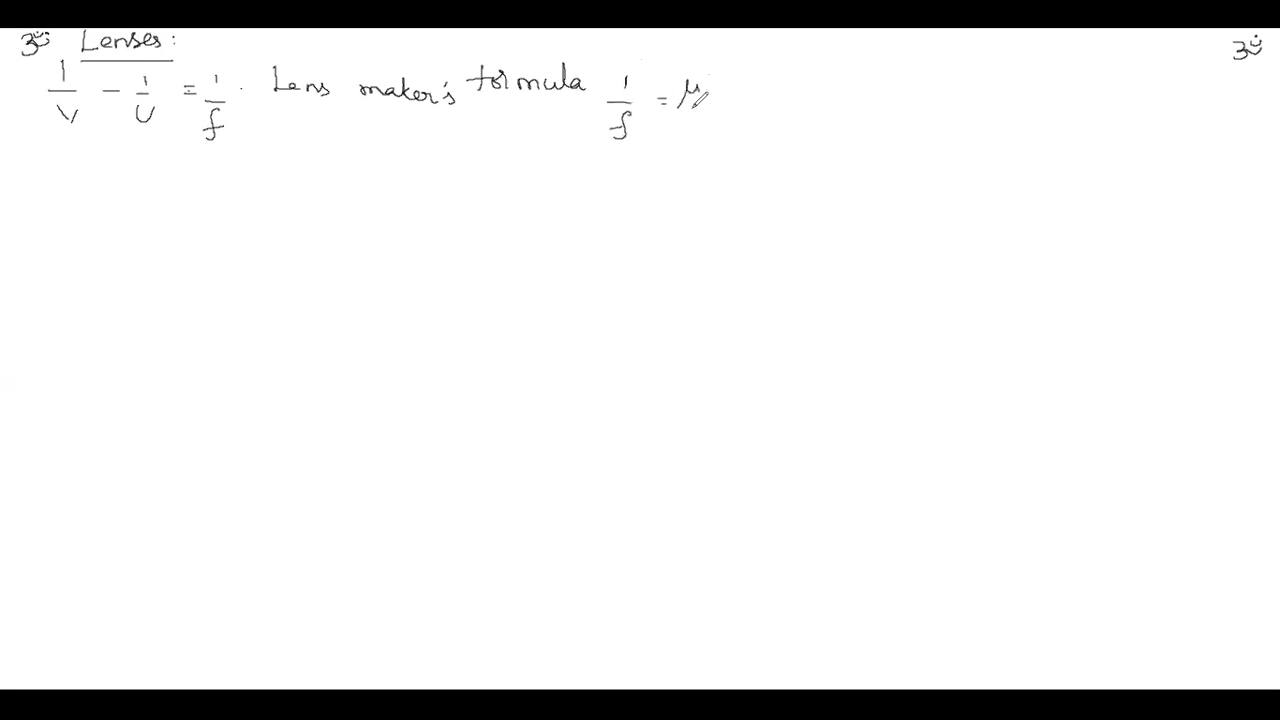 Lenses:
1/v - 1/u = 1/f. Lens maker's formula 1/f = μ